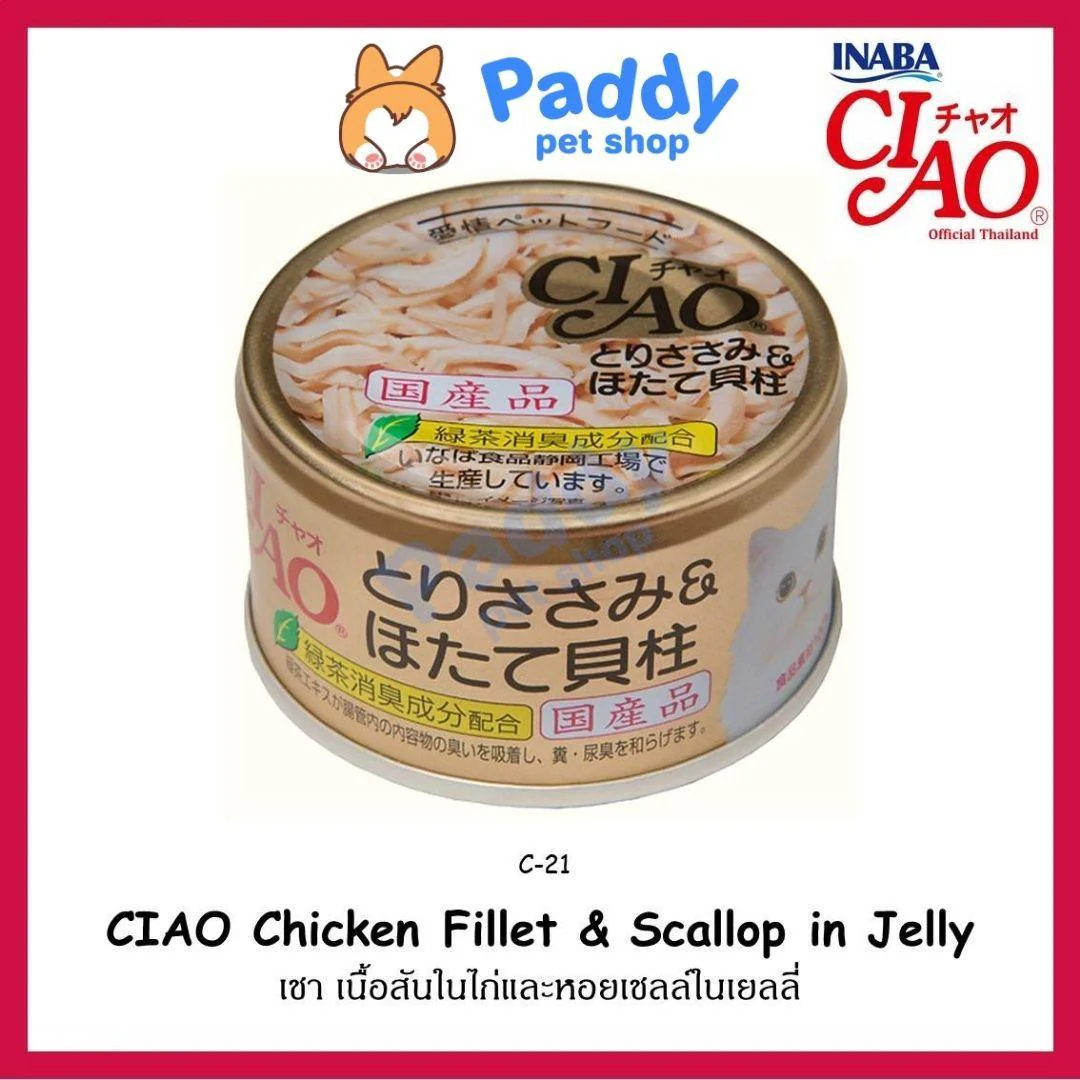 Paddy
pet shop
INABA
CIAO チャオ
Official Thailand
愛情ペットフード
CIAO チャオ
とりささみ&
ほたて貝柱
国産品
緑茶消臭成分配合
いなば食品静岡工場で
生産しています。
CIAO チャオ
とりささみ&
ほたて貝柱
緑茶消臭成分配合
国産品
緑茶エキスが腸管内の内容物の臭いを吸着し、糞・尿臭を和らげます。
Paddy
pet shop
C-21
CIAO Chicken Fillet & Scallop in Jelly
เชา เนื้อสันในไก่และหอยเชลล์ในเยลลี่